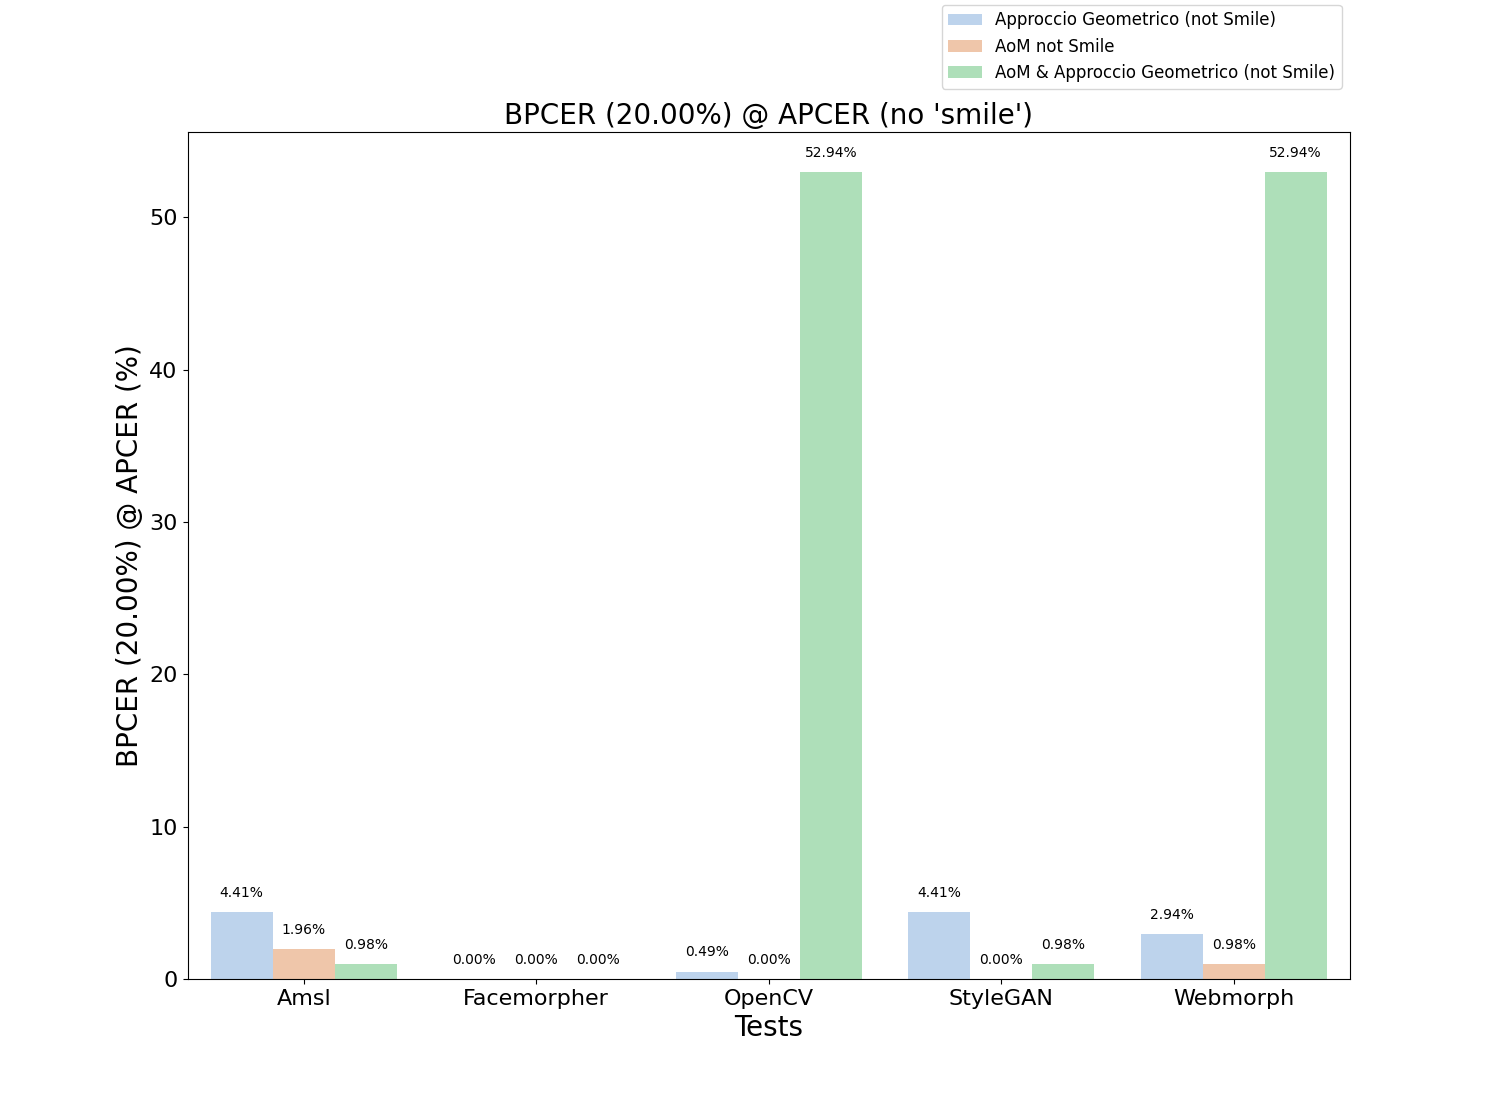 Approccio Geometrico (not Smile)
AoM not Smile
AoM & Approccio Geometrico (not Smile)
BPCER (20.00%) @ APCER (no 'smile')
BPCER (20.00%) @ APCER (%)
50
40
30
20
10
0
4.41%
1.96%
0.98%
0.00%
0.00%
0.00%
0.49%
0.00%
52.94%
4.41%
0.00%
0.98%
2.94%
0.98%
52.94%
Amsl
Facemorpher
OpenCV
StyleGAN
Webmorph
Tests